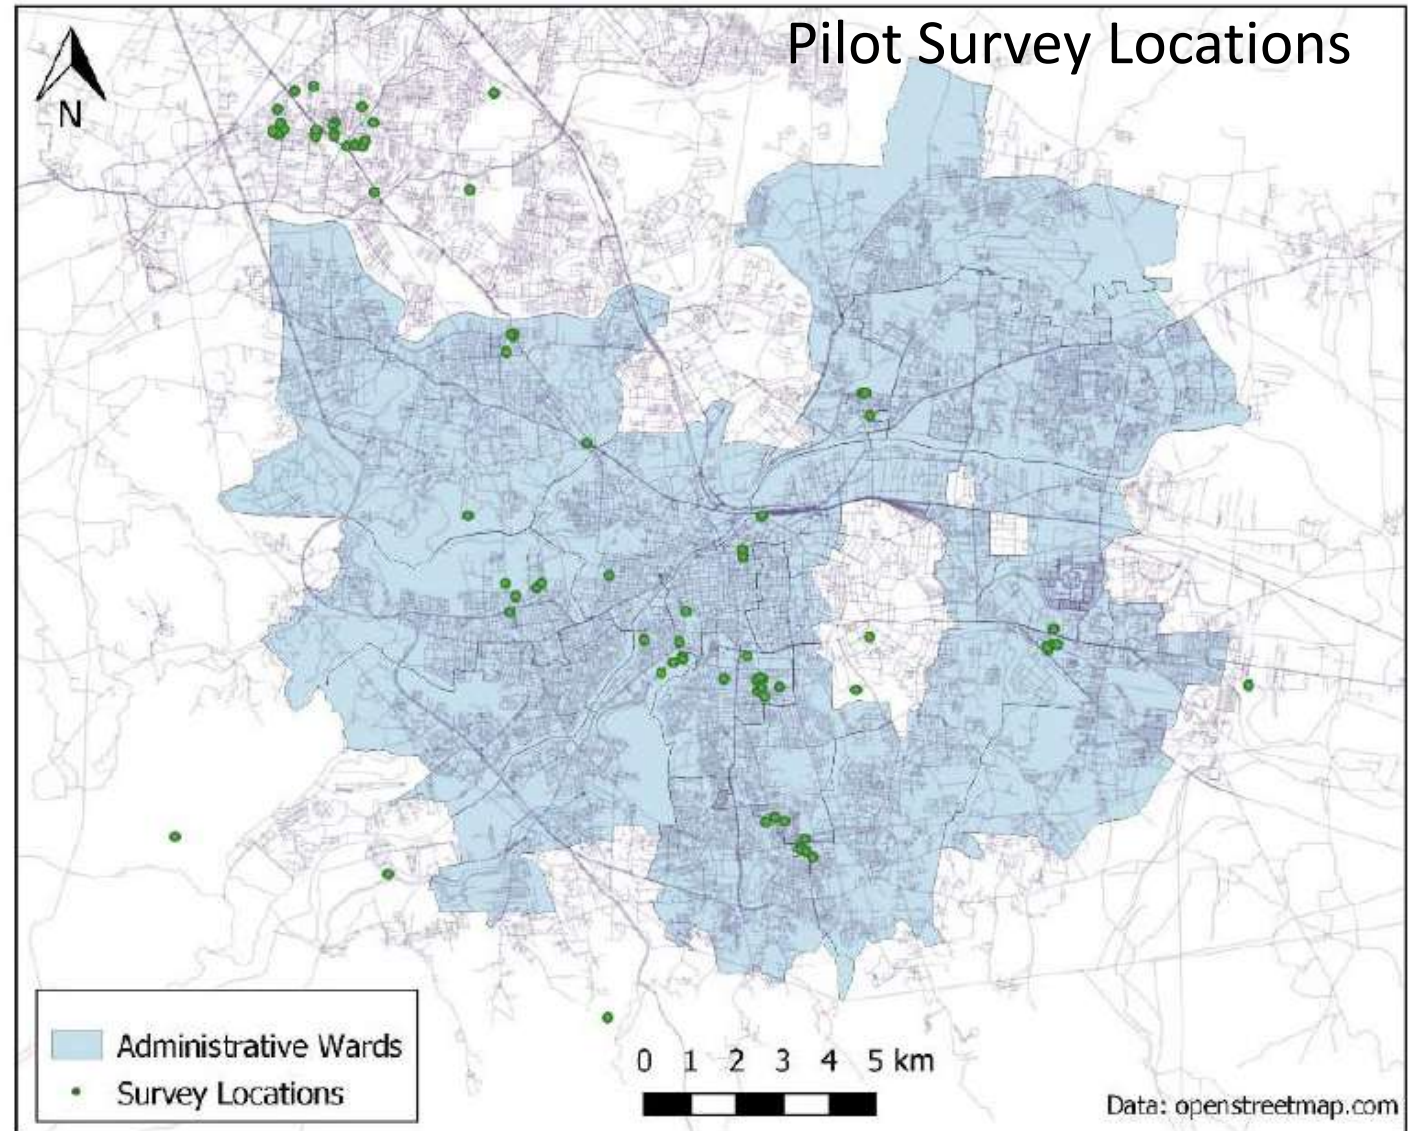 Pilot Survey Locations
N
Administrative Wards
Survey Locations
0 1 2 3 4 5 km
Data: openstreetmap.com